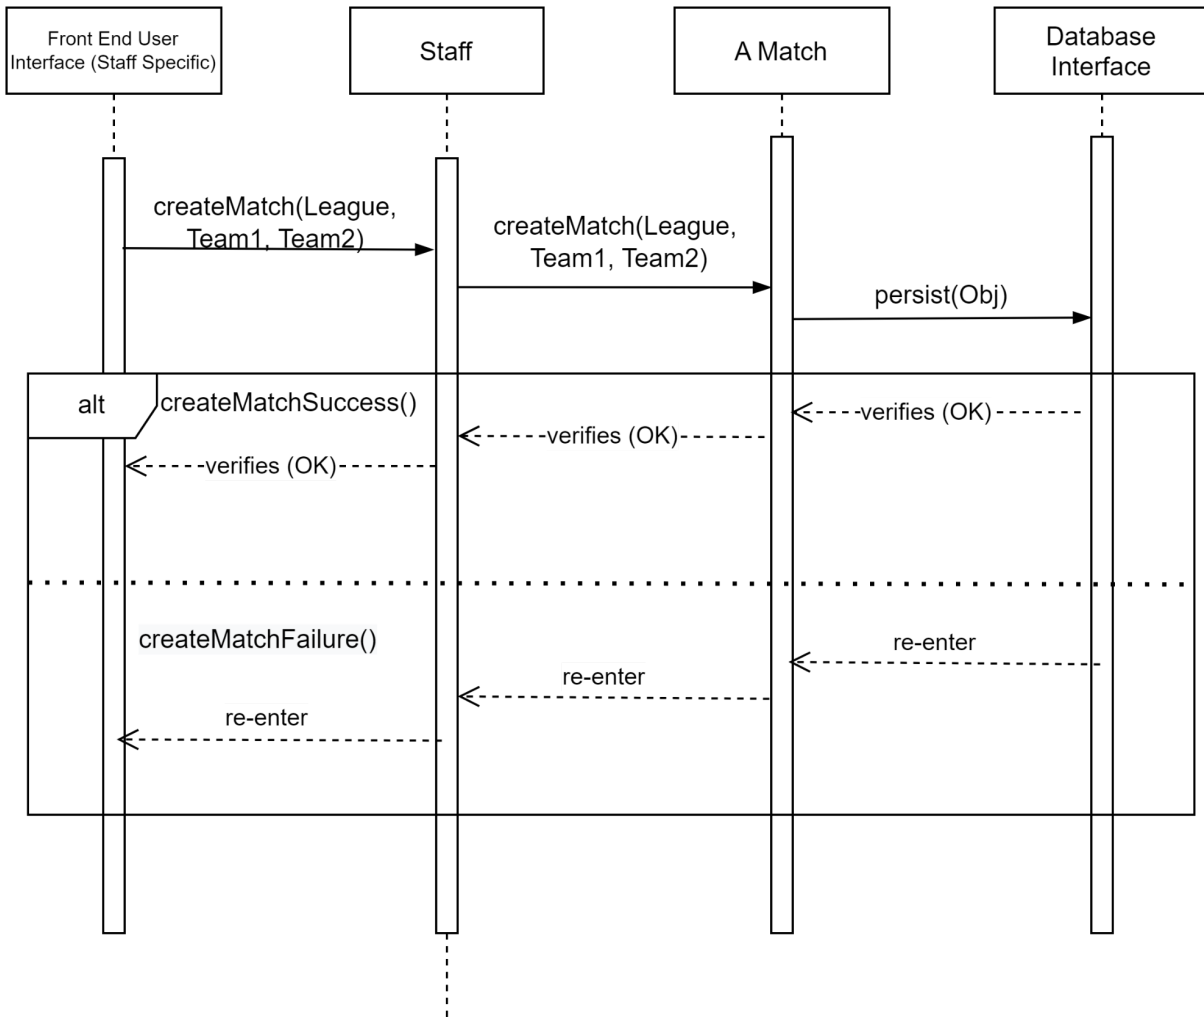 Front End User
Interface (Staff Specific)
Staff
A Match
Database
Interface
createMatch(League,
Team1, Team2)
createMatch(League,
Team1, Team2)
persist(Obj)
alt
createMatchSuccess()
verifies (OK)
verifies (OK)
verifies (OK)
createMatchFailure()
re-enter
re-enter
re-enter